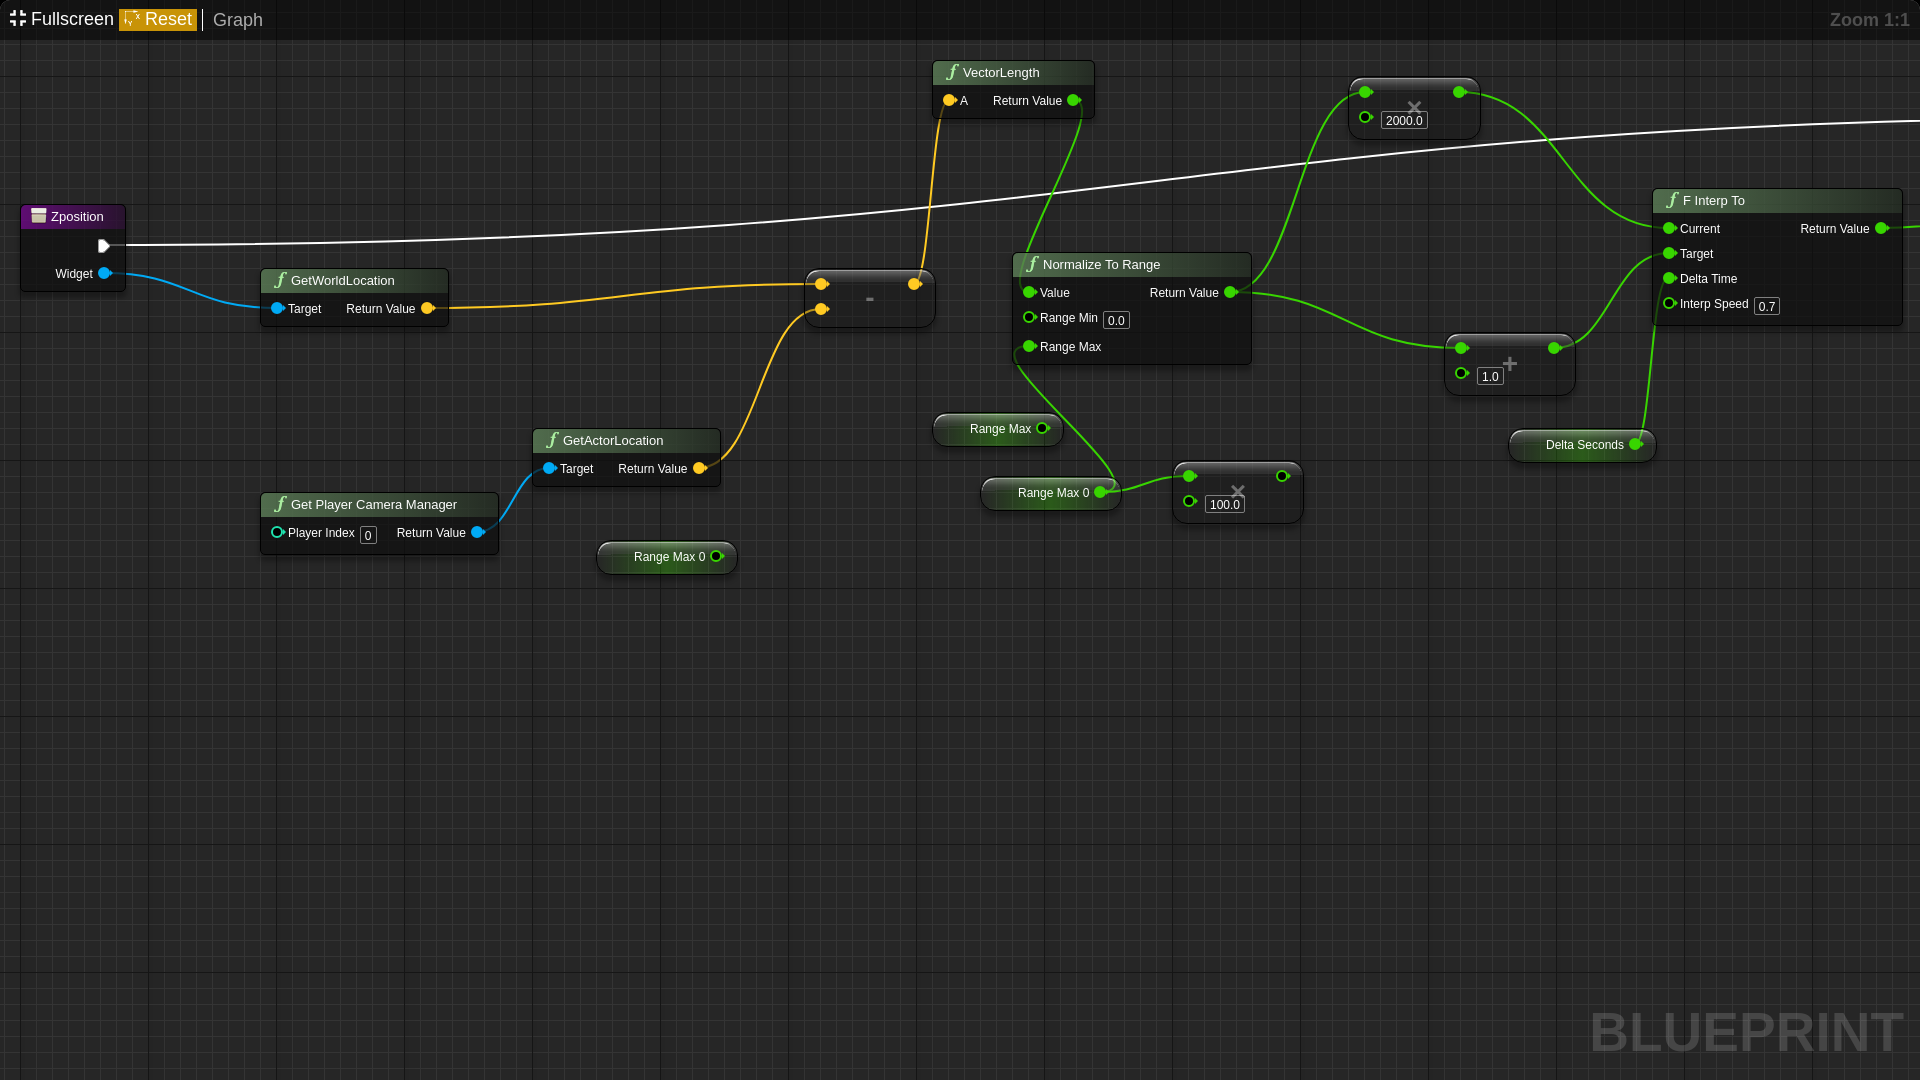 Fullscreen Reset Graph Zoom 1:1
VectorLength
A Return Value
×
2000.0
Zposition
Widget
GetWorldLocation
Target Return Value
-
Normalize To Range
Value Return Value
Range Min 0.0
Range Max
F Interp To
Current Return Value
Target
Delta Time
Interp Speed 0.7
+
1.0
GetActorLocation
Target Return Value
Range Max
Delta Seconds
Get Player Camera Manager
Player Index 0 Return Value
Range Max 0
×
100.0
Range Max 0
BLUEPRINT